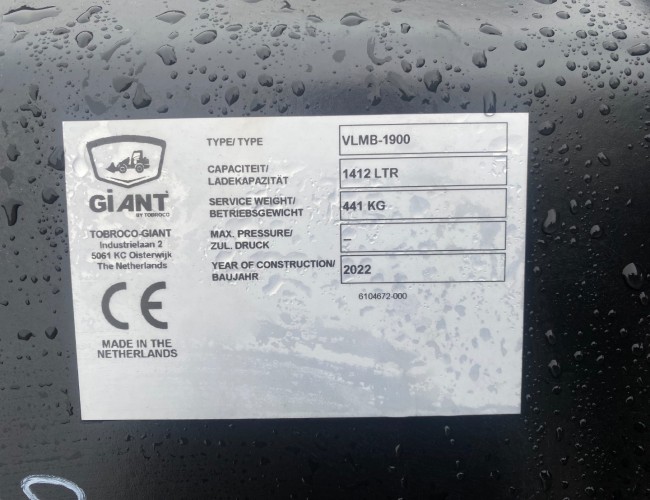 GiANT
BY TOBROCO
TOBROCO-GIANT
Industrielaan 2
5061 KC Oisterwijk
The Netherlands
CE
MADE IN THE
NETHERLANDS
TYPE/ TYPE
VLMB-1900
CAPACITEIT/
LADEKAPAZITÄT
1412 LTR
SERVICE WEIGHT/
BETRIEBSGEWICHT
441 KG
MAX. PRESSURE/
ZUL. DRUCK
–
YEAR OF CONSTRUCTION/
BAUJAHR
2022
6104672-000